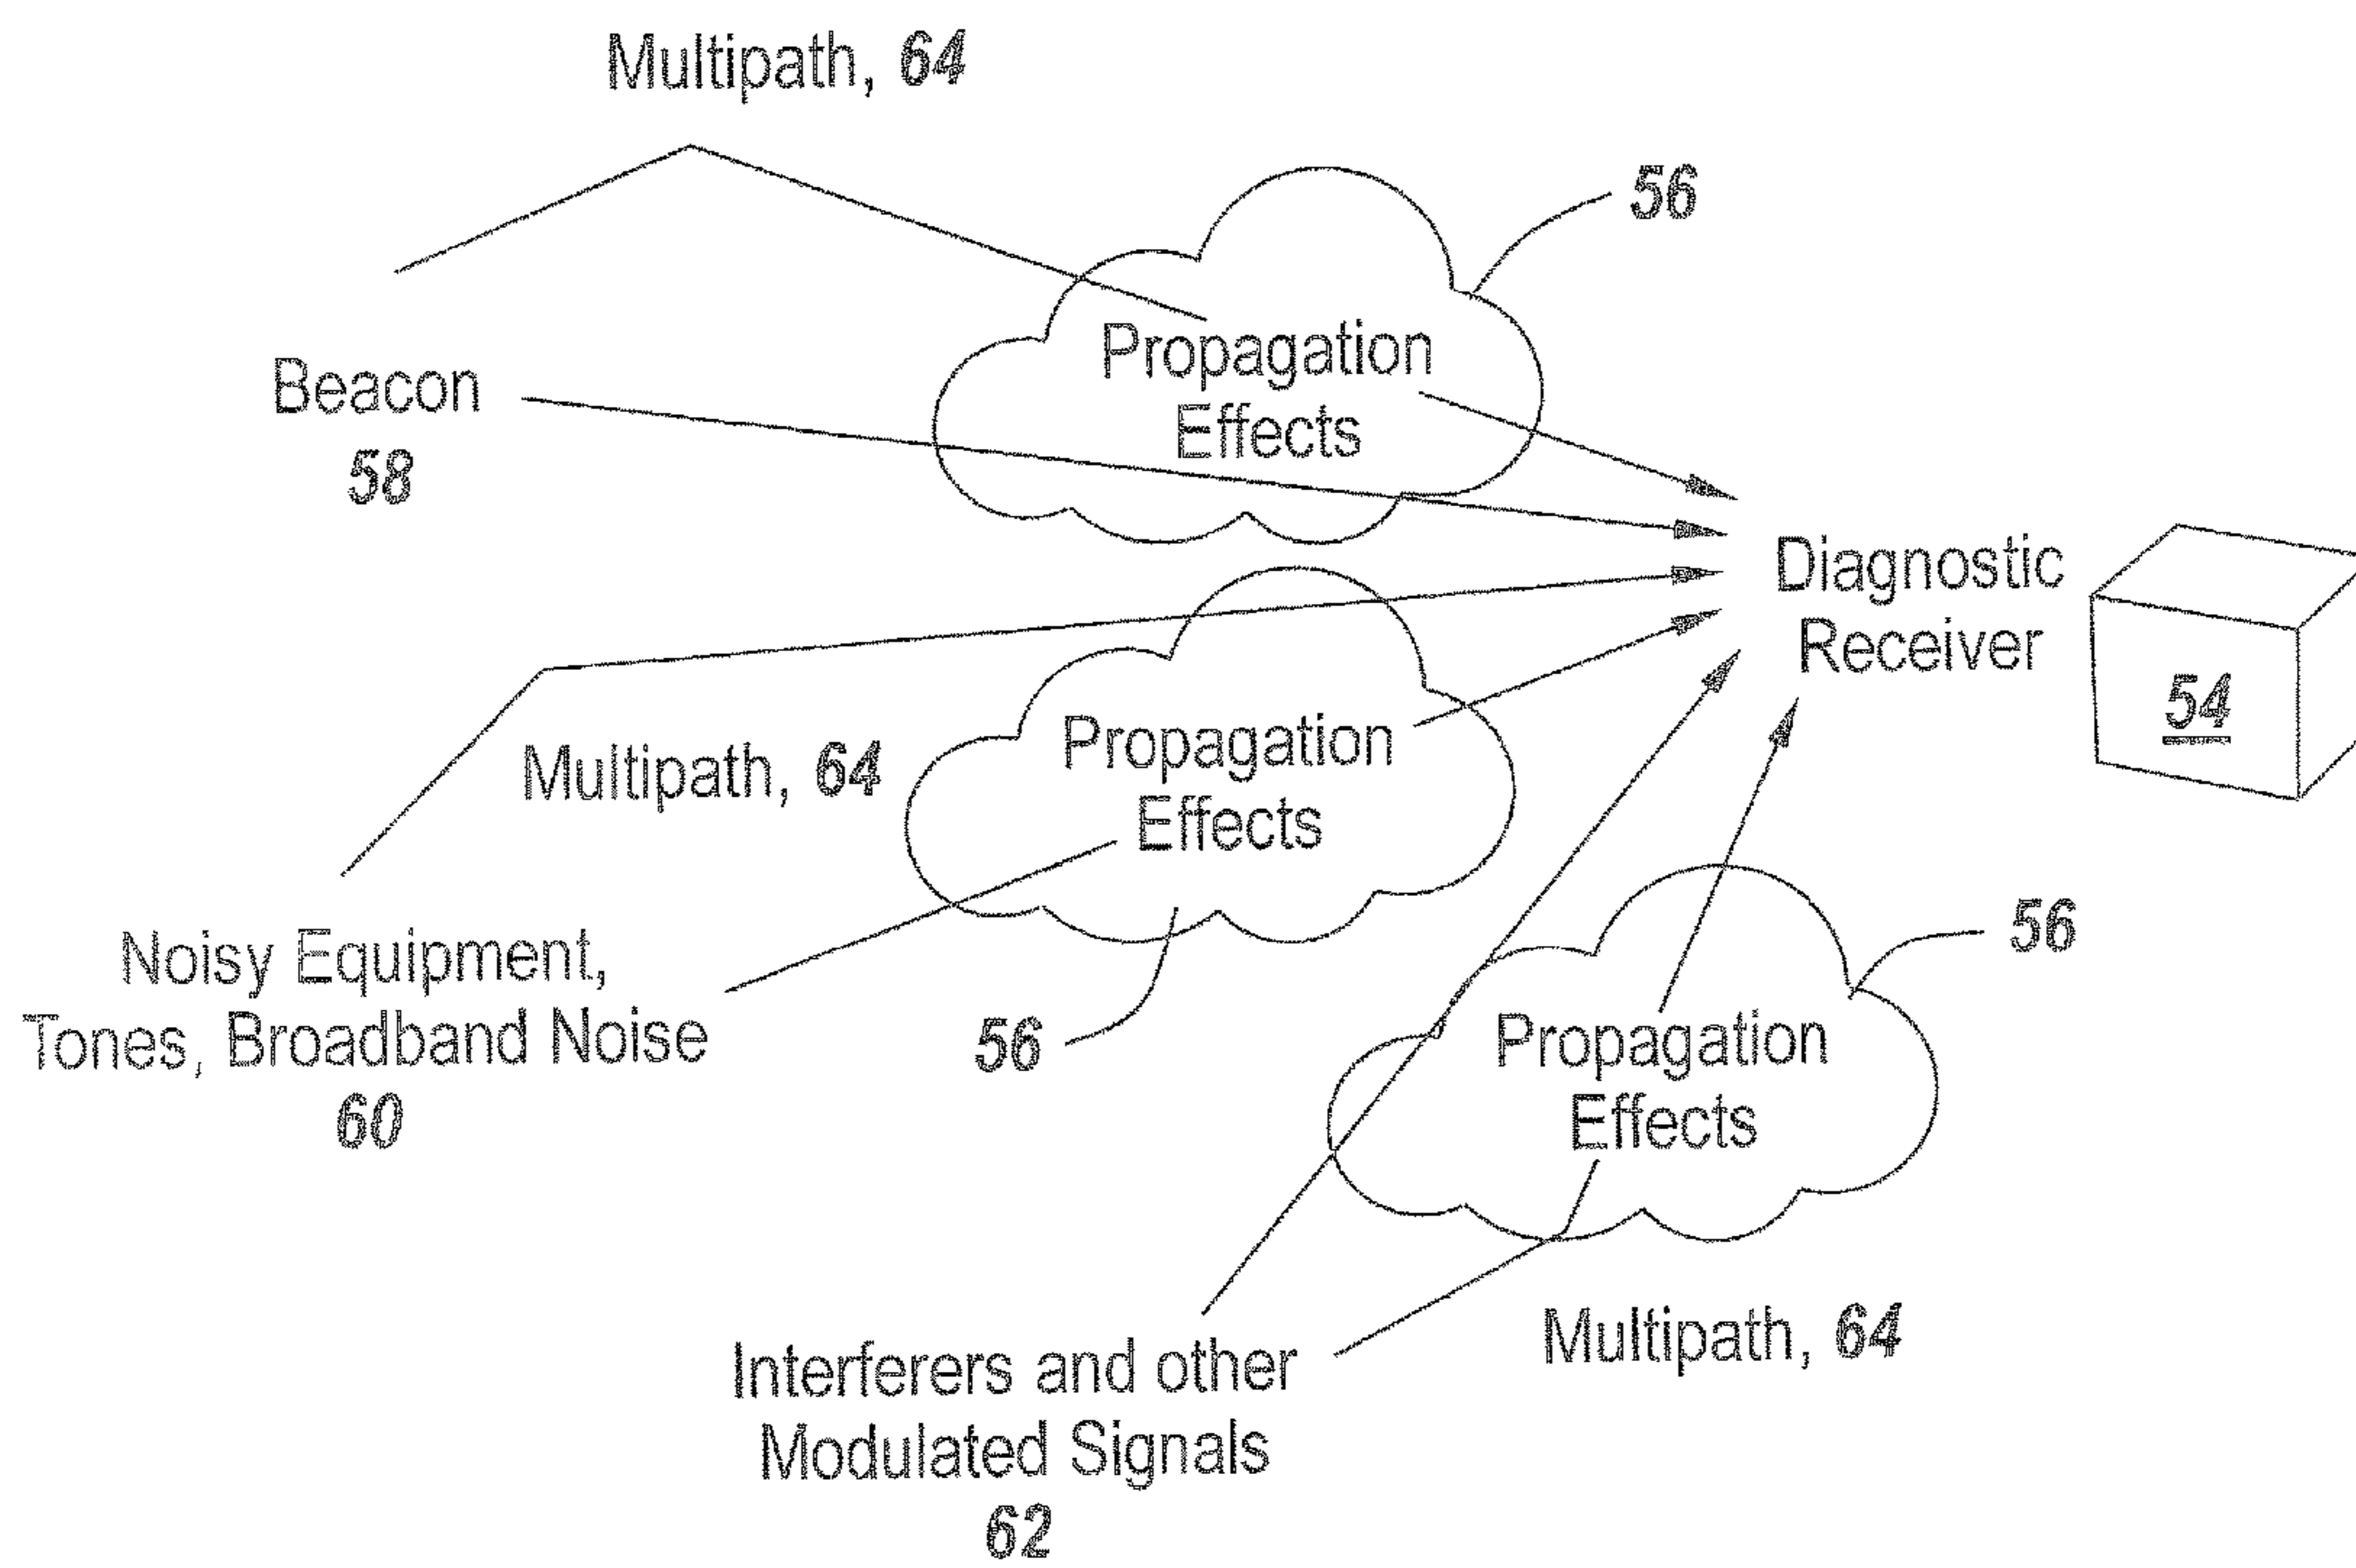 Multipath, 64
56
Propagation
Effects
Beacon
58
Diagnostic
Receiver
54
Multipath, 64
Propagation
Effects
56
Noisy Equipment,
Tones, Broadband Noise
60
56
Propagation
Effects
Multipath, 64
Interferers and other
Modulated Signals
62